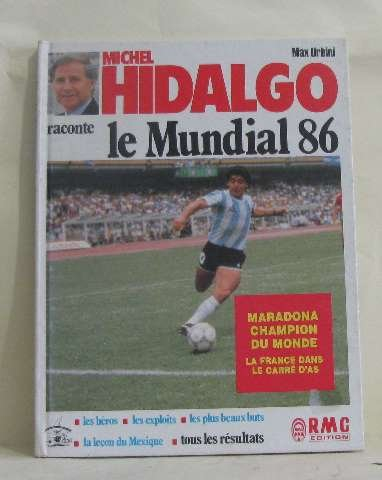 Max Urbini
MICHEL
HIDALGO
raconte
le Mundial 86
MARADONA
CHAMPION
DU MONDE
LA FRANCE DANS
LE CARRÉ D'AS
▪ les héros ▪ les exploits ▪ les plus beaux buts
▪ la leçon du Mexique ▪ tous les résultats
RMC
EDITION